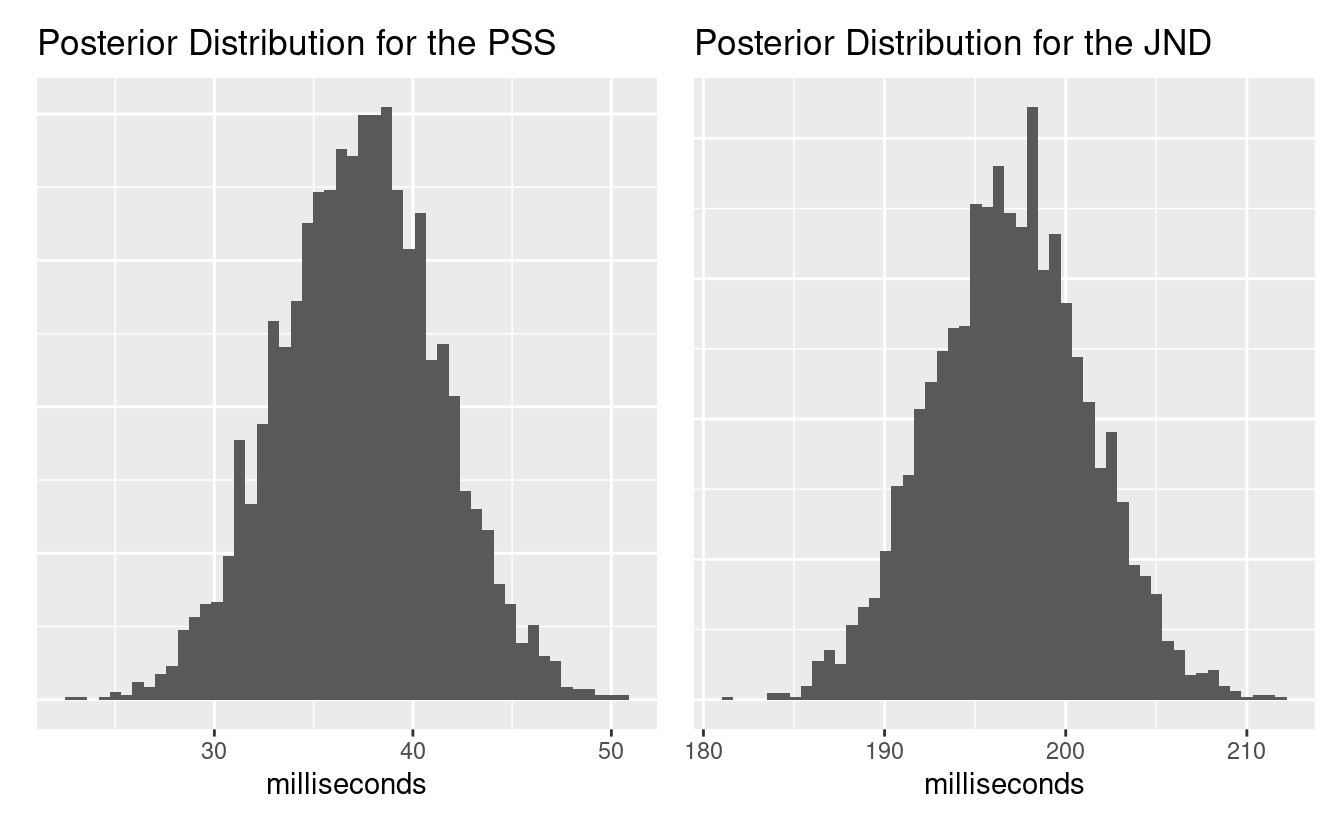 Posterior Distribution for the PSS
30 40 50
milliseconds
Posterior Distribution for the JND
180 190 200 210
milliseconds